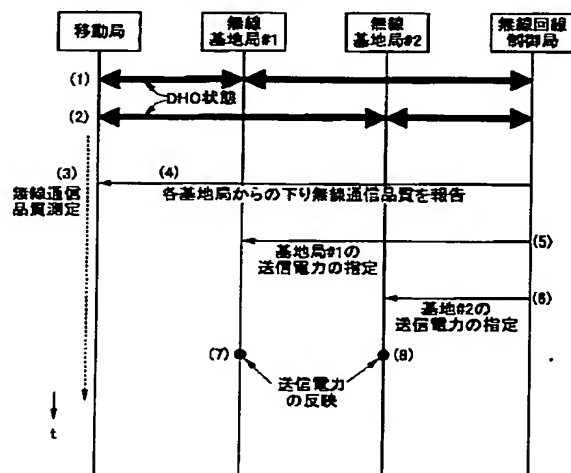 移動局
無線
基地局#1
無線
基地局#2
無線回線
制御局
(1)
DHO状態
(2)
(3)
無線通信
品質測定
(4)
各基地局からの下り無線通信品質を報告
基地局#1の
送信電力の指定
(5)
基地#2の
送信電力の指定
(6)
(7)
送信電力
の反映
(8)
t